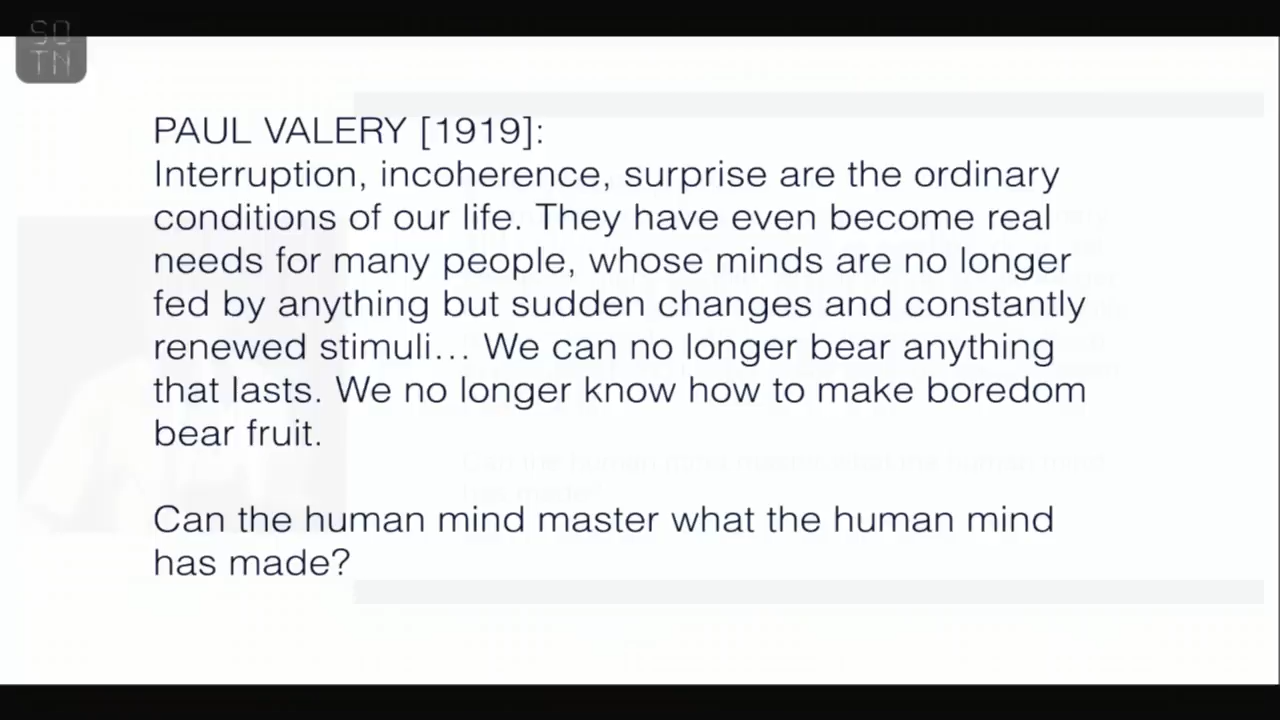 SO
TN
PAUL VALERY [1919]:
Interruption, incoherence, surprise are the ordinary
conditions of our life. They have even become real
needs for many people, whose minds are no longer
fed by anything but sudden changes and constantly
renewed stimuli… We can no longer bear anything
that lasts. We no longer know how to make boredom
bear fruit.
Can the human mind master what the human mind
has made?